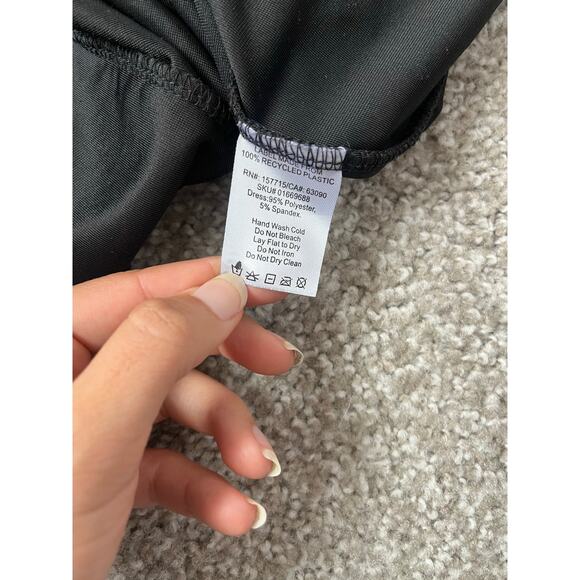 LABEL MADE FROM
100% RECYCLED PLASTIC
RN#: 157715/CA#: 63090
SKU# 01669688
Dress:95% Polyester,
5% Spandex.
Hand Wash Cold
Do Not Bleach
Lay Flat to Dry
Do Not Iron
Do Not Dry Clean